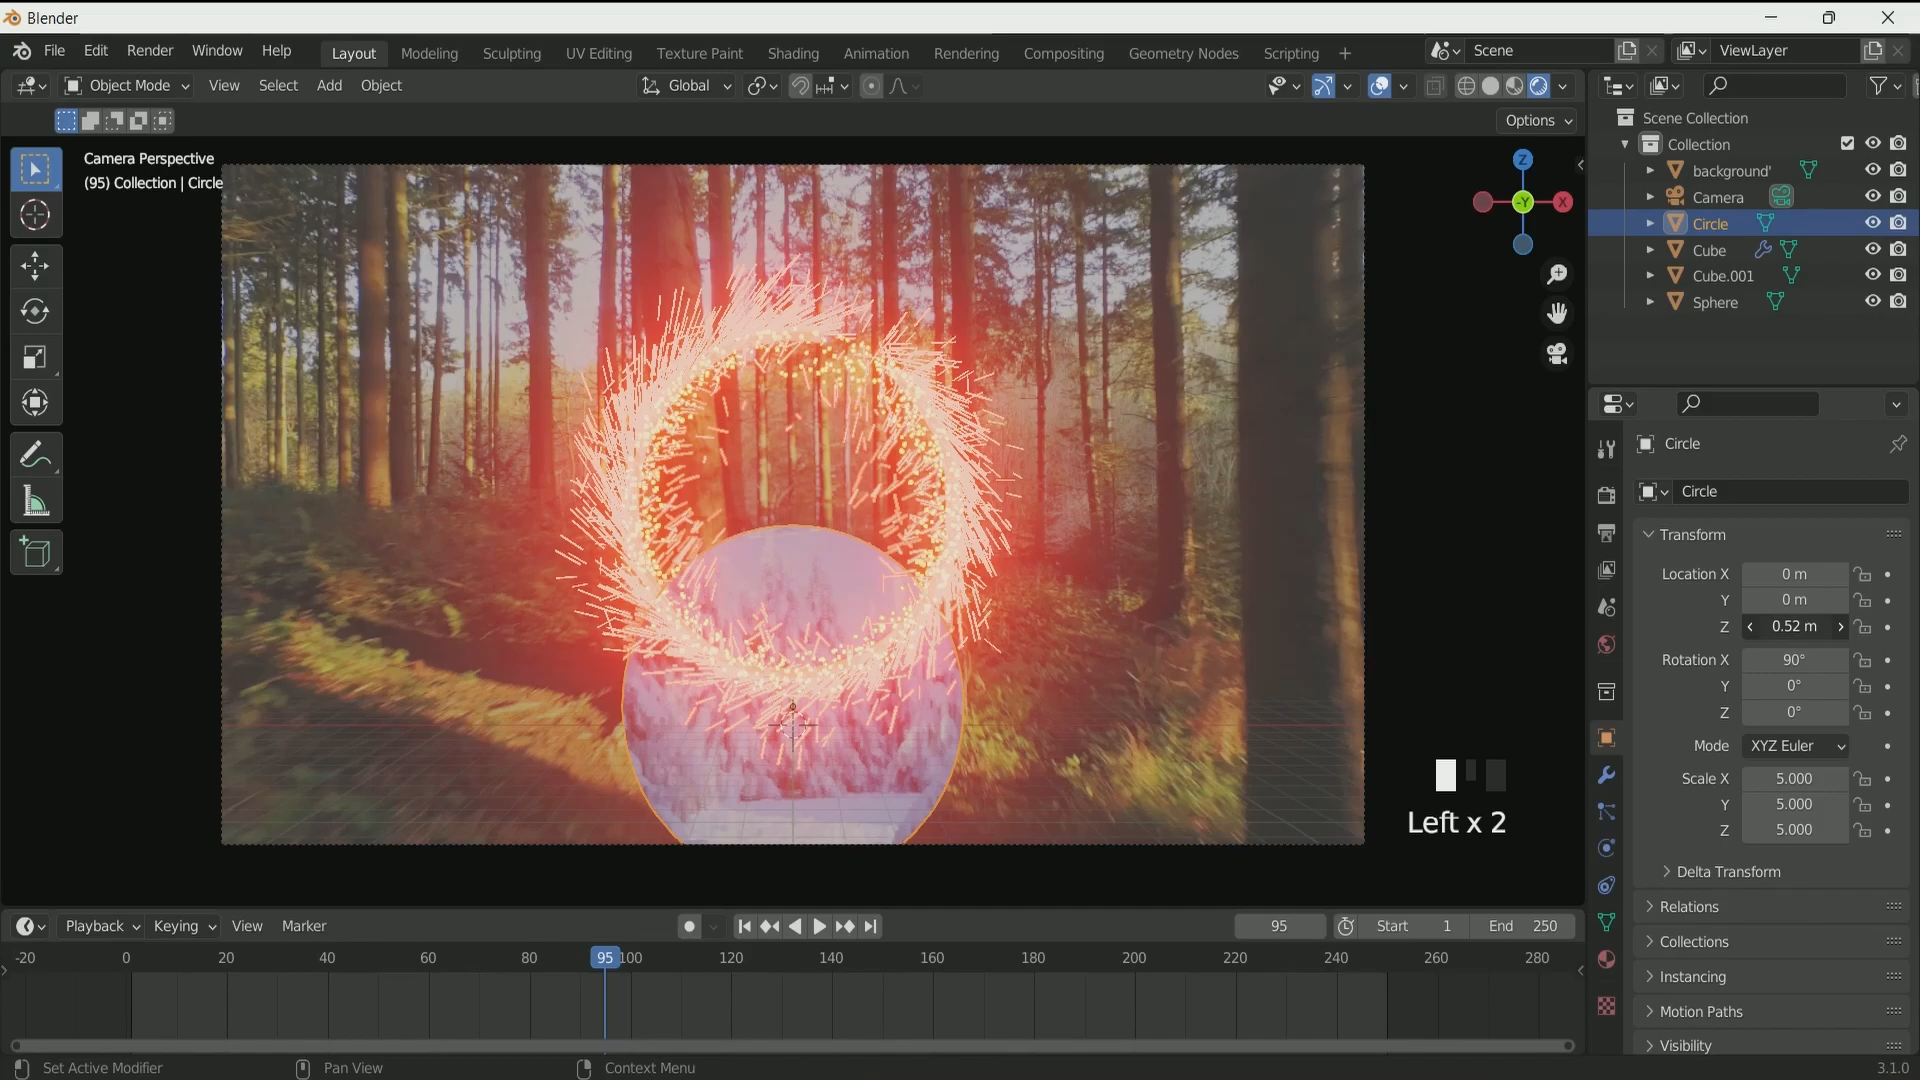 Blender
File Edit Render Window Help Layout Modeling Sculpting UV Editing Texture Paint Shading Animation Rendering Compositing Geometry Nodes Scripting + Scene ViewLayer
Object Mode View Select Add Object Global
Options
Camera Perspective
(95) Collection | Circle
Z
-Y X
Scene Collection
Collection
background'
Camera
Circle
Cube
Cube.001
Sphere
Circle
Circle
Transform
Location X 0 m
Y 0 m
Z 0.52 m
Rotation X 90°
Y 0°
Z 0°
Mode XYZ Euler
Scale X 5.000
Y 5.000
Z 5.000
Delta Transform
Relations
Collections
Instancing
Motion Paths
Visibility
Left x 2
Playback Keying View Marker 95 Start 1 End 250
-20 0 20 40 60 80 95 100 120 140 160 180 200 220 240 260 280
Set Active Modifier Pan View Context Menu 3.1.0